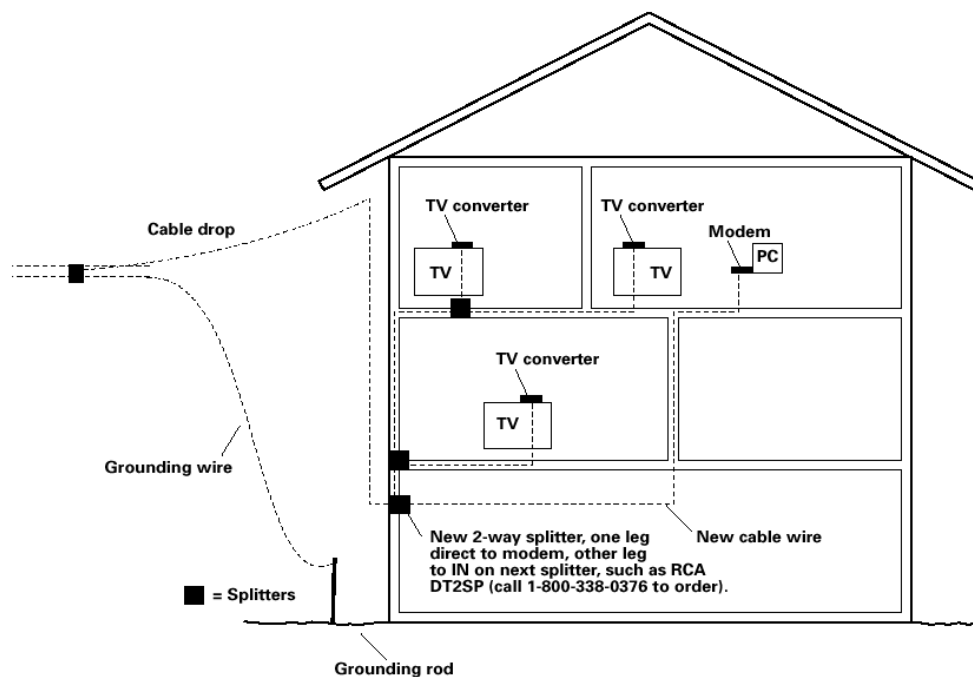 TV converter
TV converter
Cable drop
Modem
PC
TV
TV
TV converter
TV
Grounding wire
New 2-way splitter, one leg
direct to modem, other leg
to IN on next splitter, such as RCA
DT2SP (call 1-800-338-0376 to order).
New cable wire
= Splitters
Grounding rod